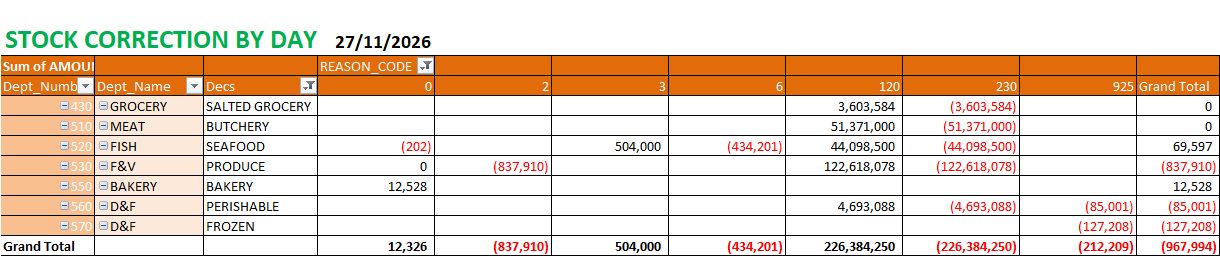 STOCK CORRECTION BY DAY 27/11/2026
Sum of AMOU REASON_CODE
Dept_Numb Dept_Name Decs 0 2 3 6 120 230 925 Grand Total
430 GROCERY SALTED GROCERY 3,603,584 (3,603,584) 0
510 MEAT BUTCHERY 51,371,000 (51,371,000) 0
520 FISH SEAFOOD (202) 504,000 (434,201) 44,098,500 (44,098,500) 69,597
530 F&V PRODUCE 0 (837,910) 122,618,078 (122,618,078) (837,910)
550 BAKERY BAKERY 12,528 12,528
560 D&F PERISHABLE 4,693,088 (4,693,088) (85,001) (85,001)
570 D&F FROZEN (127,208) (127,208)
Grand Total 12,326 (837,910) 504,000 (434,201) 226,384,250 (226,384,250) (212,209) (967,994)